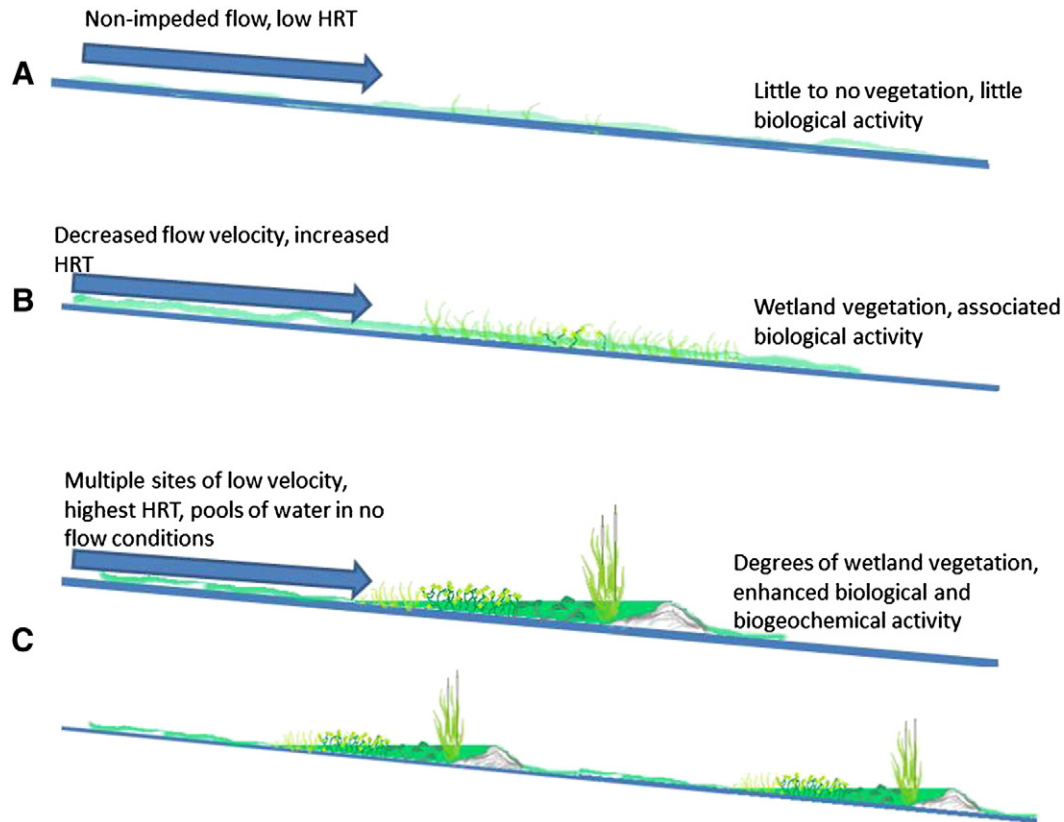 Non-impeded flow, low HRT
A
Little to no vegetation, little
biological activity
Decreased flow velocity, increased
HRT
B
Wetland vegetation, associated
biological activity
Multiple sites of low velocity,
highest HRT, pools of water in no
flow conditions
Degrees of wetland vegetation,
enhanced biological and
biogeochemical activity
C